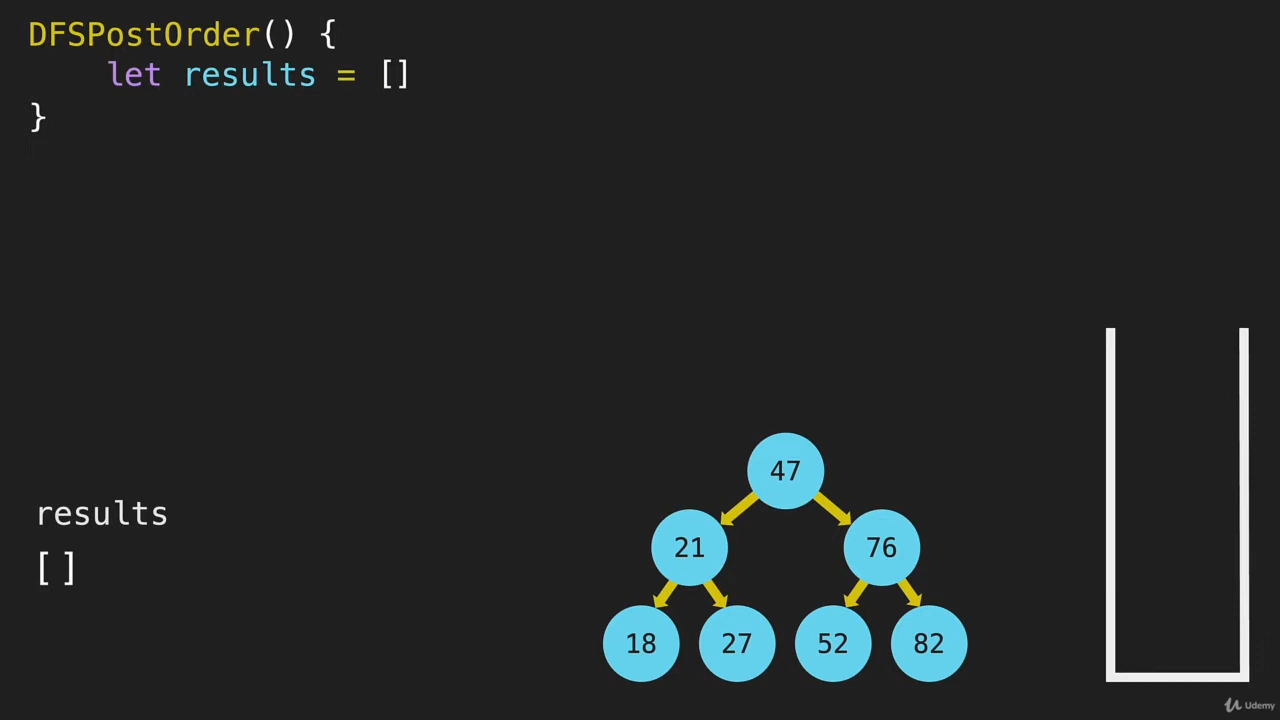 DFSPostOrder() {
let results = []
}
47
21 76
18 27 52 82
results
[]
Udemy